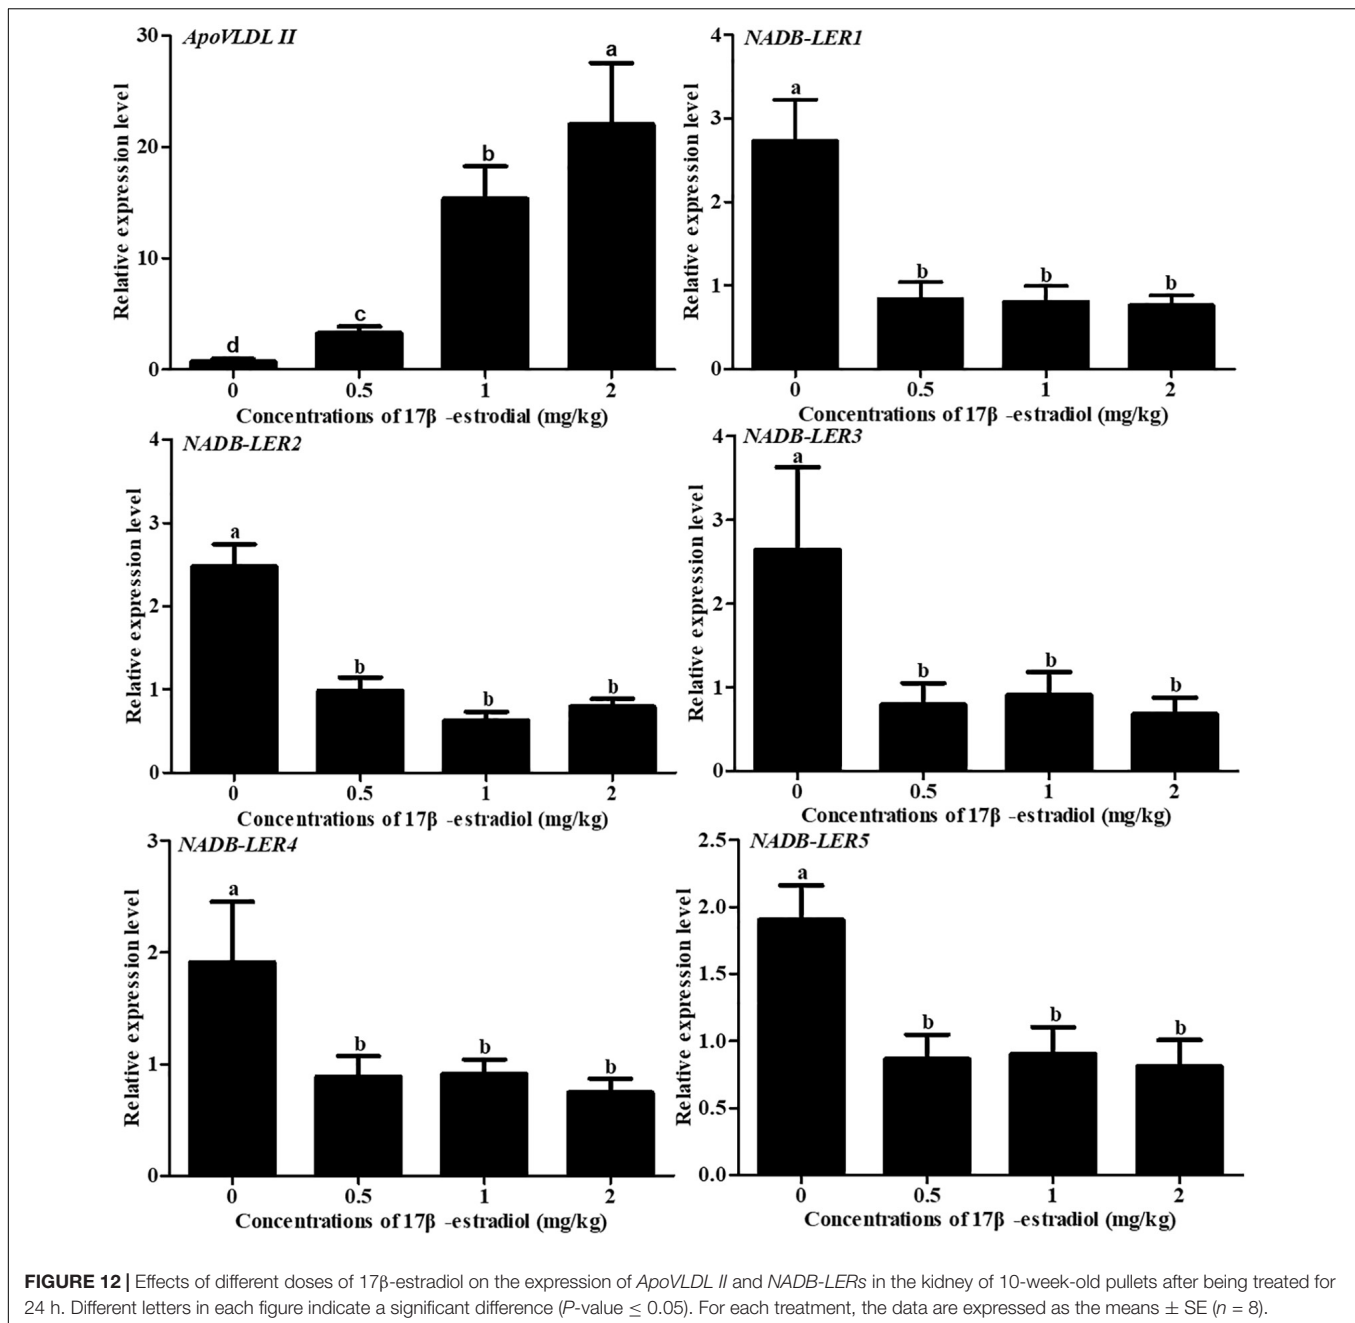 ApoVLDL II
Relative expression level
30
20
10
0
d
c
b
a
0 0.5 1 2
Concentrations of 17β -estrodial (mg/kg)
NADB-LER1
Relative expression level
4
3
2
1
0
a
b
b
b
0 0.5 1 2
Concentrations of 17β -estradiol (mg/kg)
NADB-LER2
Relative expression level
4
3
2
1
0
a
b
b
b
0 0.5 1 2
Concentrations of 17β -estradiol (mg/kg)
NADB-LER3
Relative expression level
4
3
2
1
0
a
b
b
b
0 0.5 1 2
Concentrations of 17β -estradiol (mg/kg)
NADB-LER4
Relative expression level
3
2
1
0
a
b
b
b
0 0.5 1 2
Concentrations of 17β -estradiol (mg/kg)
NADB-LER5
Relative expression level
2.5
2.0
1.5
1.0
0.5
0.0
a
b
b
b
0 0.5 1 2
Concentrations of 17β -estradiol (mg/kg)
FIGURE 12 | Effects of different doses of 17β-estradiol on the expression of ApoVLDL II and NADB-LERs in the kidney of 10-week-old pullets after being treated for
24 h. Different letters in each figure indicate a significant difference (P-value ≤ 0.05). For each treatment, the data are expressed as the means ± SE (n = 8).